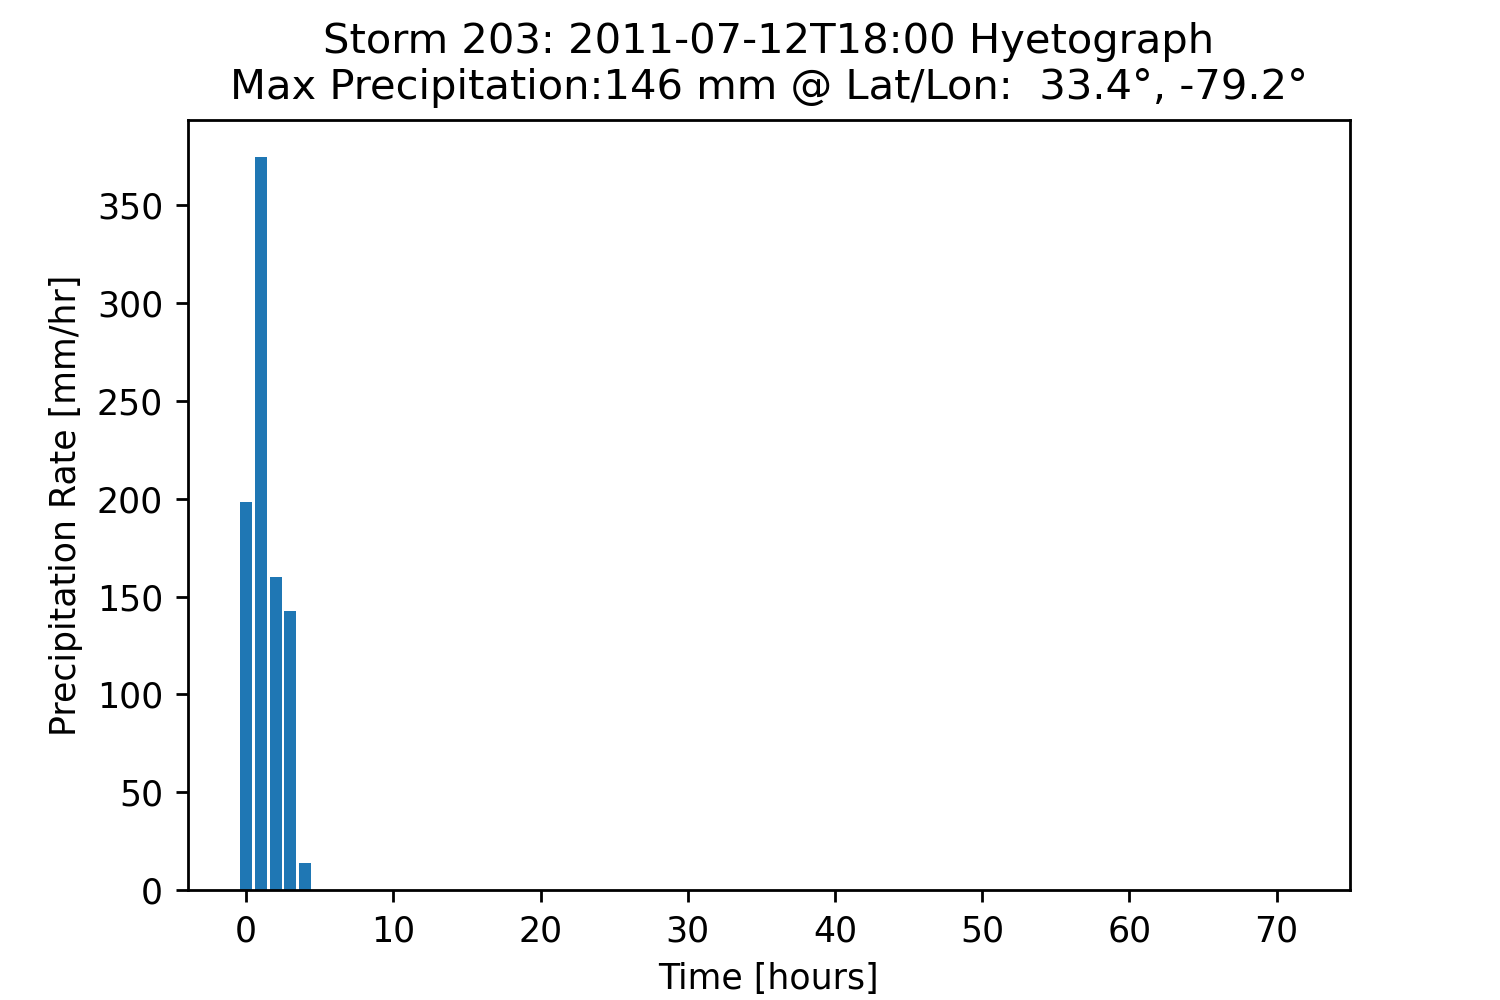 Storm 203: 2011-07-12T18:00 Hyetograph
Max Precipitation:146 mm @ Lat/Lon:  33.4°, -79.2°
Precipitation Rate [mm/hr]
350
300
250
200
150
100
50
0
0 10 20 30 40 50 60 70
Time [hours]